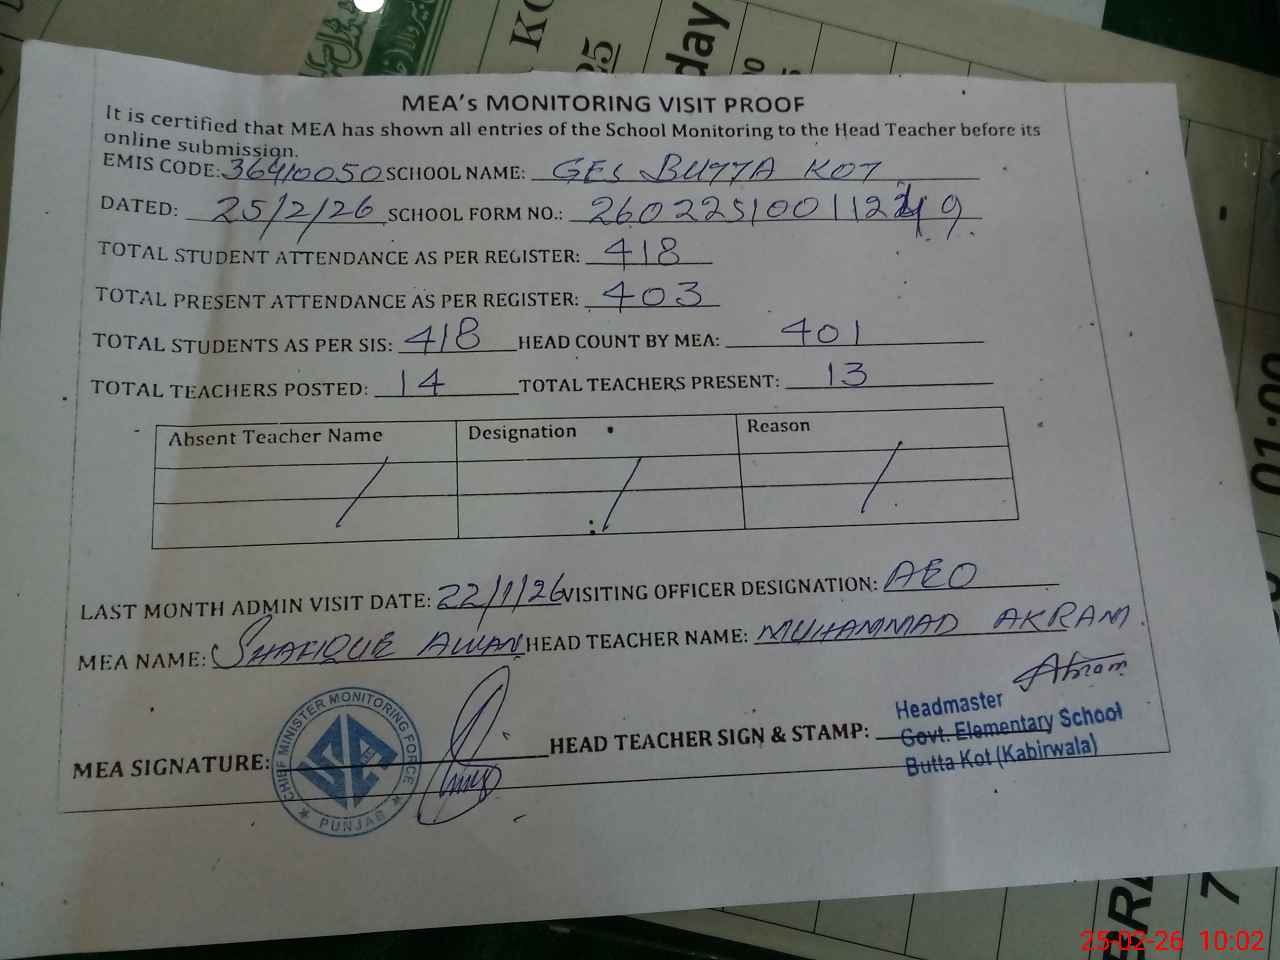 MEA's MONITORING VISIT PROOF
It is certified that MEA has shown all entries of the School Monitoring to the Head Teacher before its
online submission.
EMIS CODE: 36410050 SCHOOL NAME: GES BUTTA KOT
DATED: 25/2/26 SCHOOL FORM NO.: 26022510011249
TOTAL STUDENT ATTENDANCE AS PER REGISTER: 418
TOTAL PRESENT ATTENDANCE AS PER REGISTER: 403
TOTAL STUDENTS AS PER SIS: 418 HEAD COUNT BY MEA: 401
TOTAL TEACHERS POSTED: 14 TOTAL TEACHERS PRESENT: 13
Absent Teacher Name Designation Reason
LAST MONTH ADMIN VISIT DATE: 22/1/26 VISITING OFFICER DESIGNATION: AEO
MEA NAME: SHAFIQUE AWAN HEAD TEACHER NAME: MUHAMMAD AKRAM.
MEA SIGNATURE: HEAD TEACHER SIGN & STAMP: Akram
CHIEF MINISTER MONITORING FORCE
PUNJAB
Headmaster
Govt. Elementary School
Butta Kot (Kabirwala)
day
01:00
25-02-26 10:02